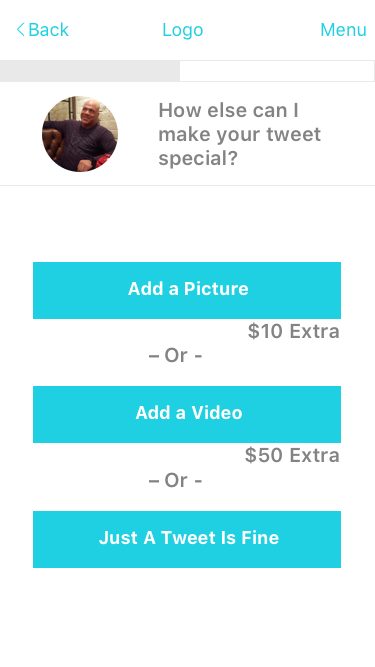 Back Logo Menu
How else can I
make your tweet
special?
Add a Picture
$10 Extra
– Or -
Add a Video
$50 Extra
– Or -
Just A Tweet Is Fine